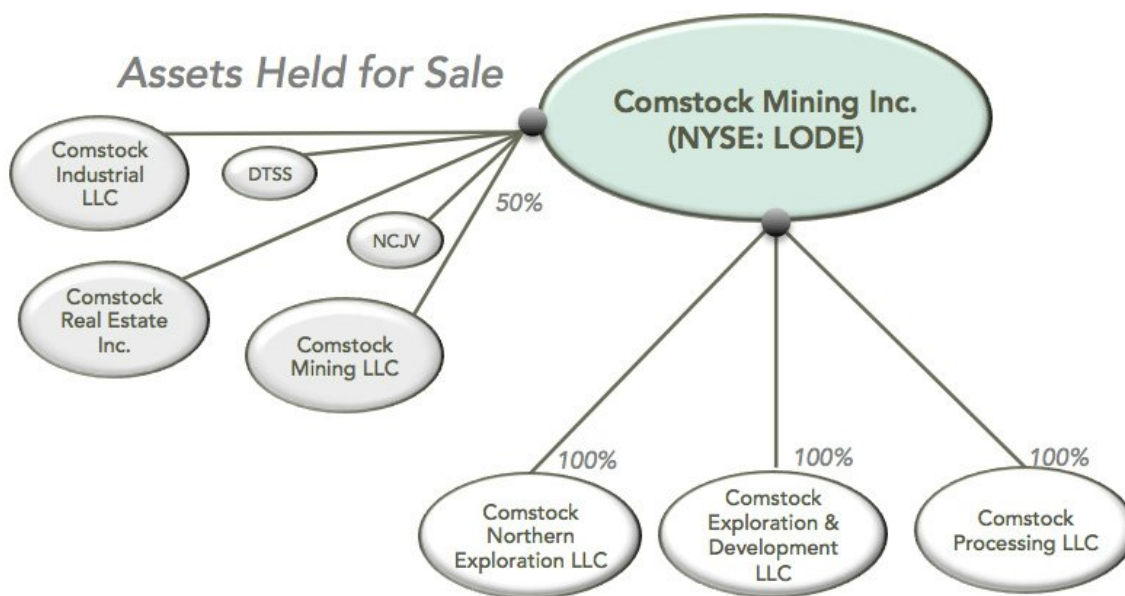 Assets Held for Sale
Comstock Mining Inc.
(NYSE: LODE)
Comstock
Industrial
LLC
DTSS
50%
NCJV
Comstock
Real Estate
Inc.
Comstock
Mining LLC
100%
100%
100%
Comstock
Northern
Exploration LLC
Comstock
Exploration &
Development
LLC
Comstock
Processing LLC